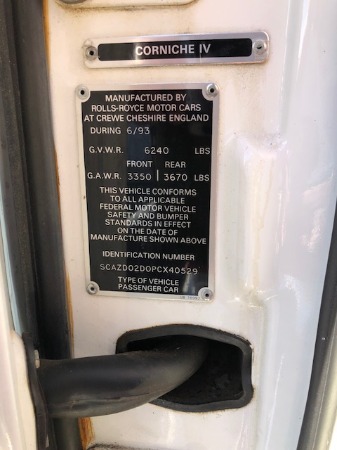 CORNICHE IV
MANUFACTURED BY
ROLLS-ROYCE MOTOR CARS
AT CREWE CHESHIRE ENGLAND
DURING 6/93
G.V.W.R. 6240 LBS
FRONT REAR
G.A.W.R. 3350 3670 LBS
THIS VEHICLE CONFORMS
TO ALL APPLICABLE
FEDERAL MOTOR VEHICLE
SAFETY AND BUMPER
STANDARDS IN EFFECT
ON THE DATE OF
MANUFACTURE SHOWN ABOVE
IDENTIFICATION NUMBER
SCAZD02D0PCX40529
TYPE OF VEHICLE
PASSENGER CAR